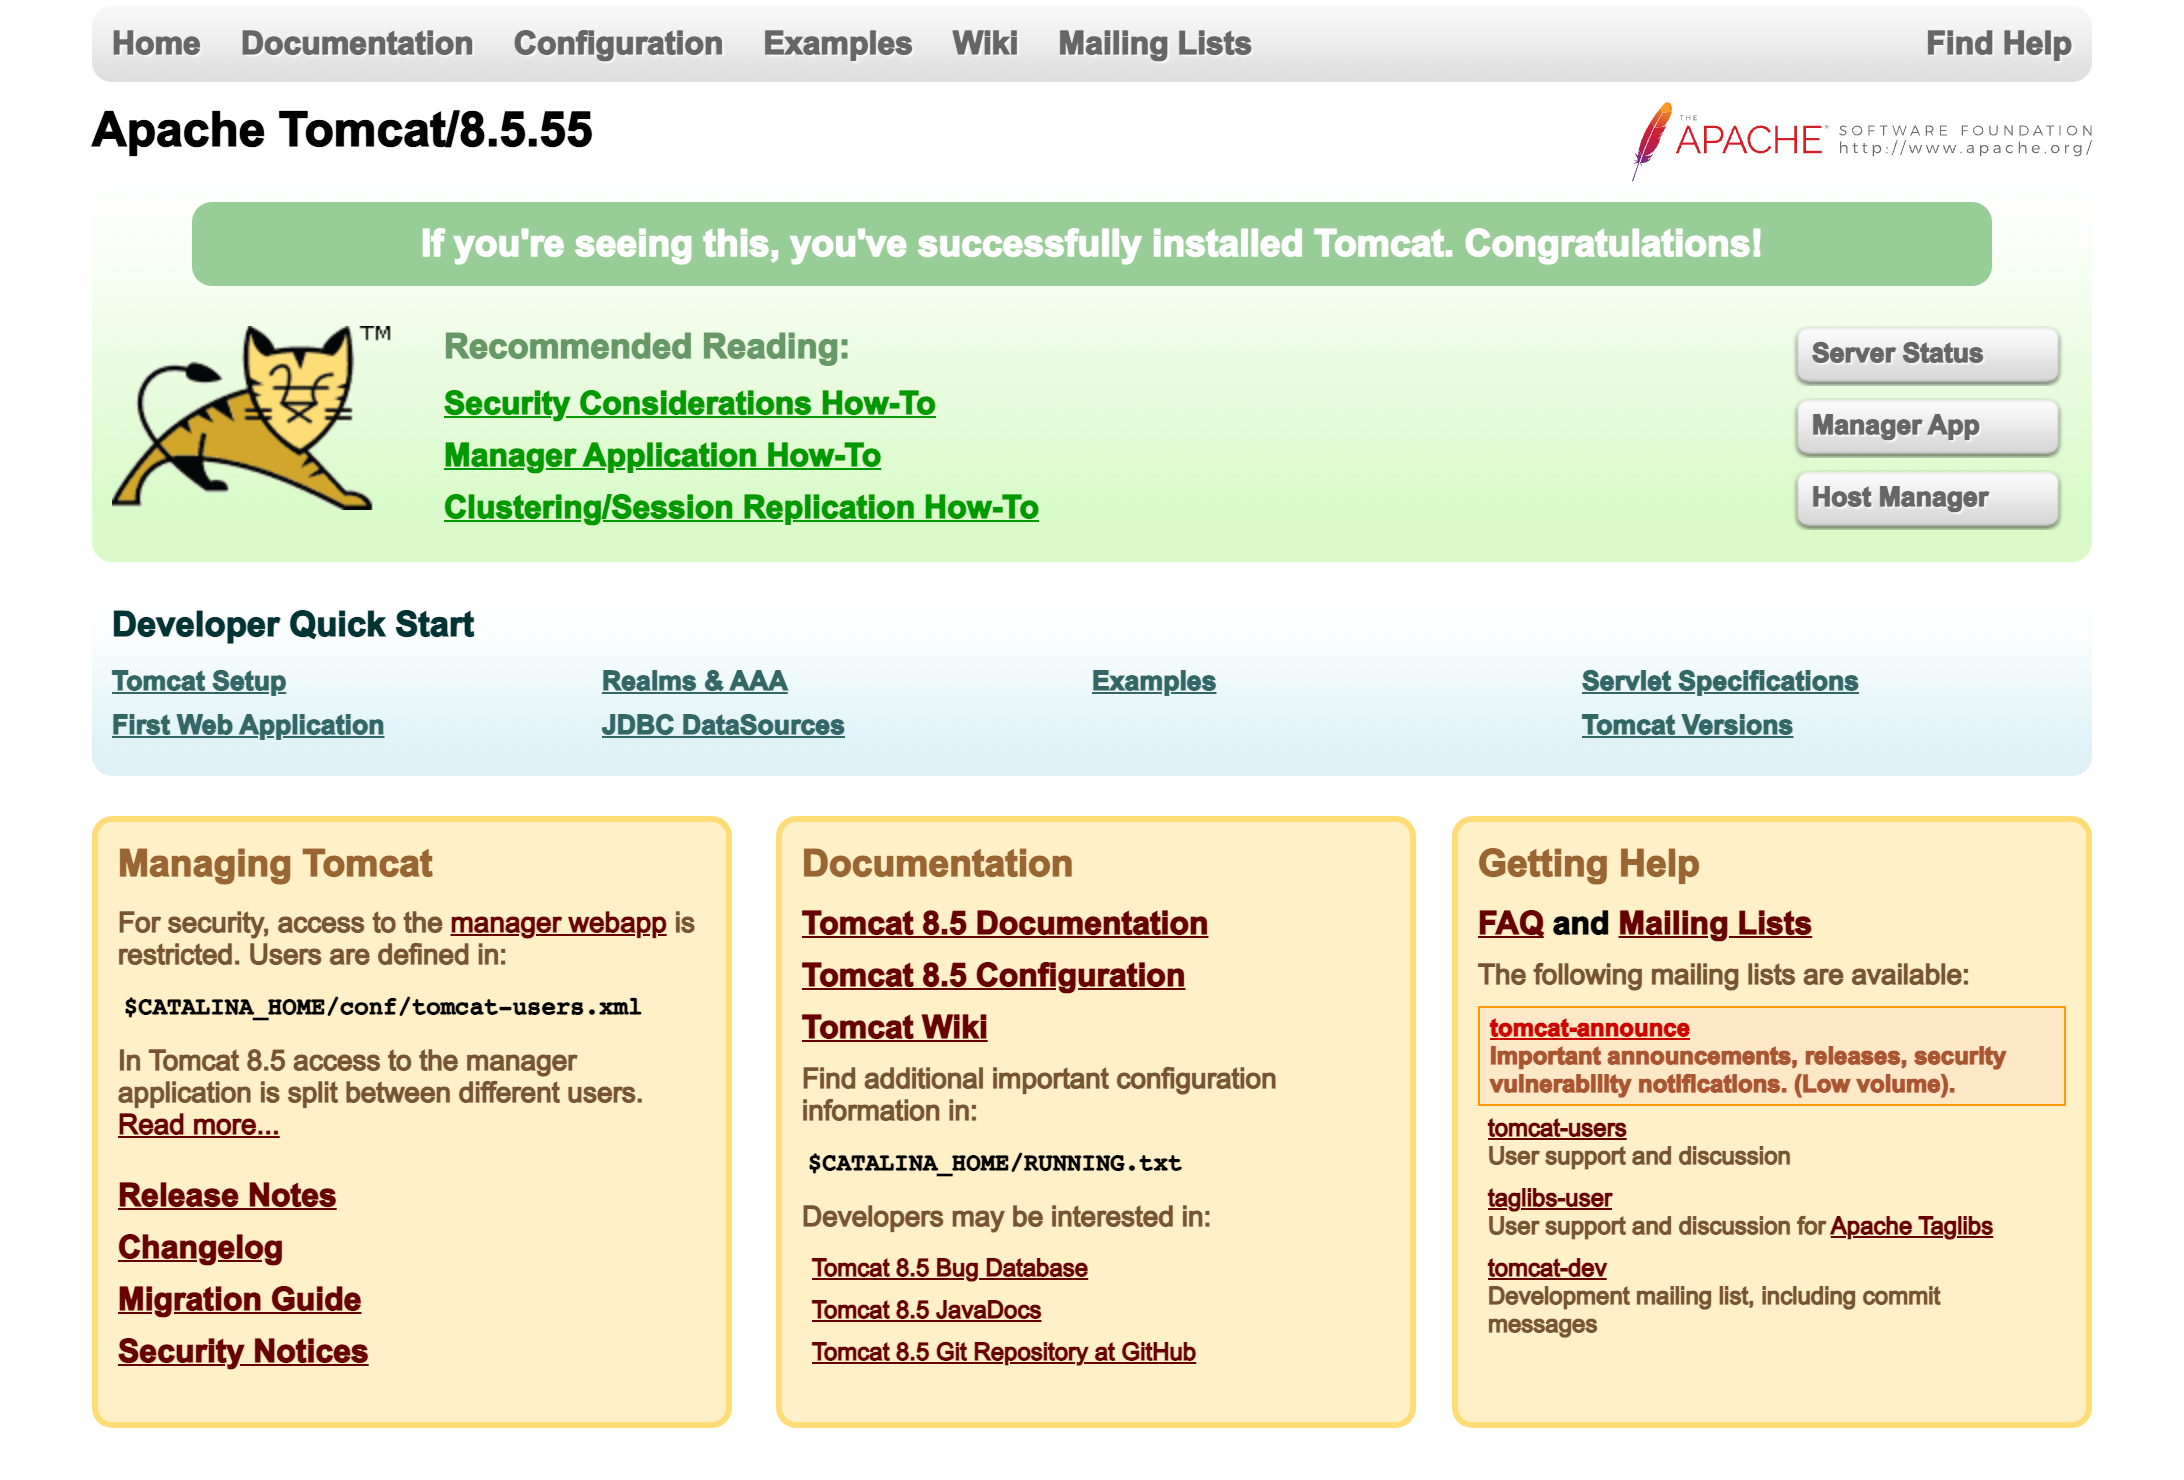 Home Documentation Configuration Examples Wiki Mailing Lists Find Help
Apache Tomcat/8.5.55
THE APACHE® SOFTWARE FOUNDATION
http://www.apache.org/
If you're seeing this, you've successfully installed Tomcat. Congratulations!
TM
Recommended Reading:
Security Considerations How-To
Manager Application How-To
Clustering/Session Replication How-To
Server Status
Manager App
Host Manager
Developer Quick Start
Tomcat Setup
First Web Application
Realms & AAA
JDBC DataSources
Examples
Servlet Specifications
Tomcat Versions
Managing Tomcat
For security, access to the manager webapp is
restricted. Users are defined in:
$CATALINA_HOME/conf/tomcat-users.xml
In Tomcat 8.5 access to the manager
application is split between different users.
Read more...
Release Notes
Changelog
Migration Guide
Security Notices
Documentation
Tomcat 8.5 Documentation
Tomcat 8.5 Configuration
Tomcat Wiki
Find additional important configuration
information in:
$CATALINA_HOME/RUNNING.txt
Developers may be interested in:
Tomcat 8.5 Bug Database
Tomcat 8.5 JavaDocs
Tomcat 8.5 Git Repository at GitHub
Getting Help
FAQ and Mailing Lists
The following mailing lists are available:
tomcat-announce
Important announcements, releases, security
vulnerability notifications. (Low volume).
tomcat-users
User support and discussion
taglibs-user
User support and discussion for Apache Taglibs
tomcat-dev
Development mailing list, including commit
messages